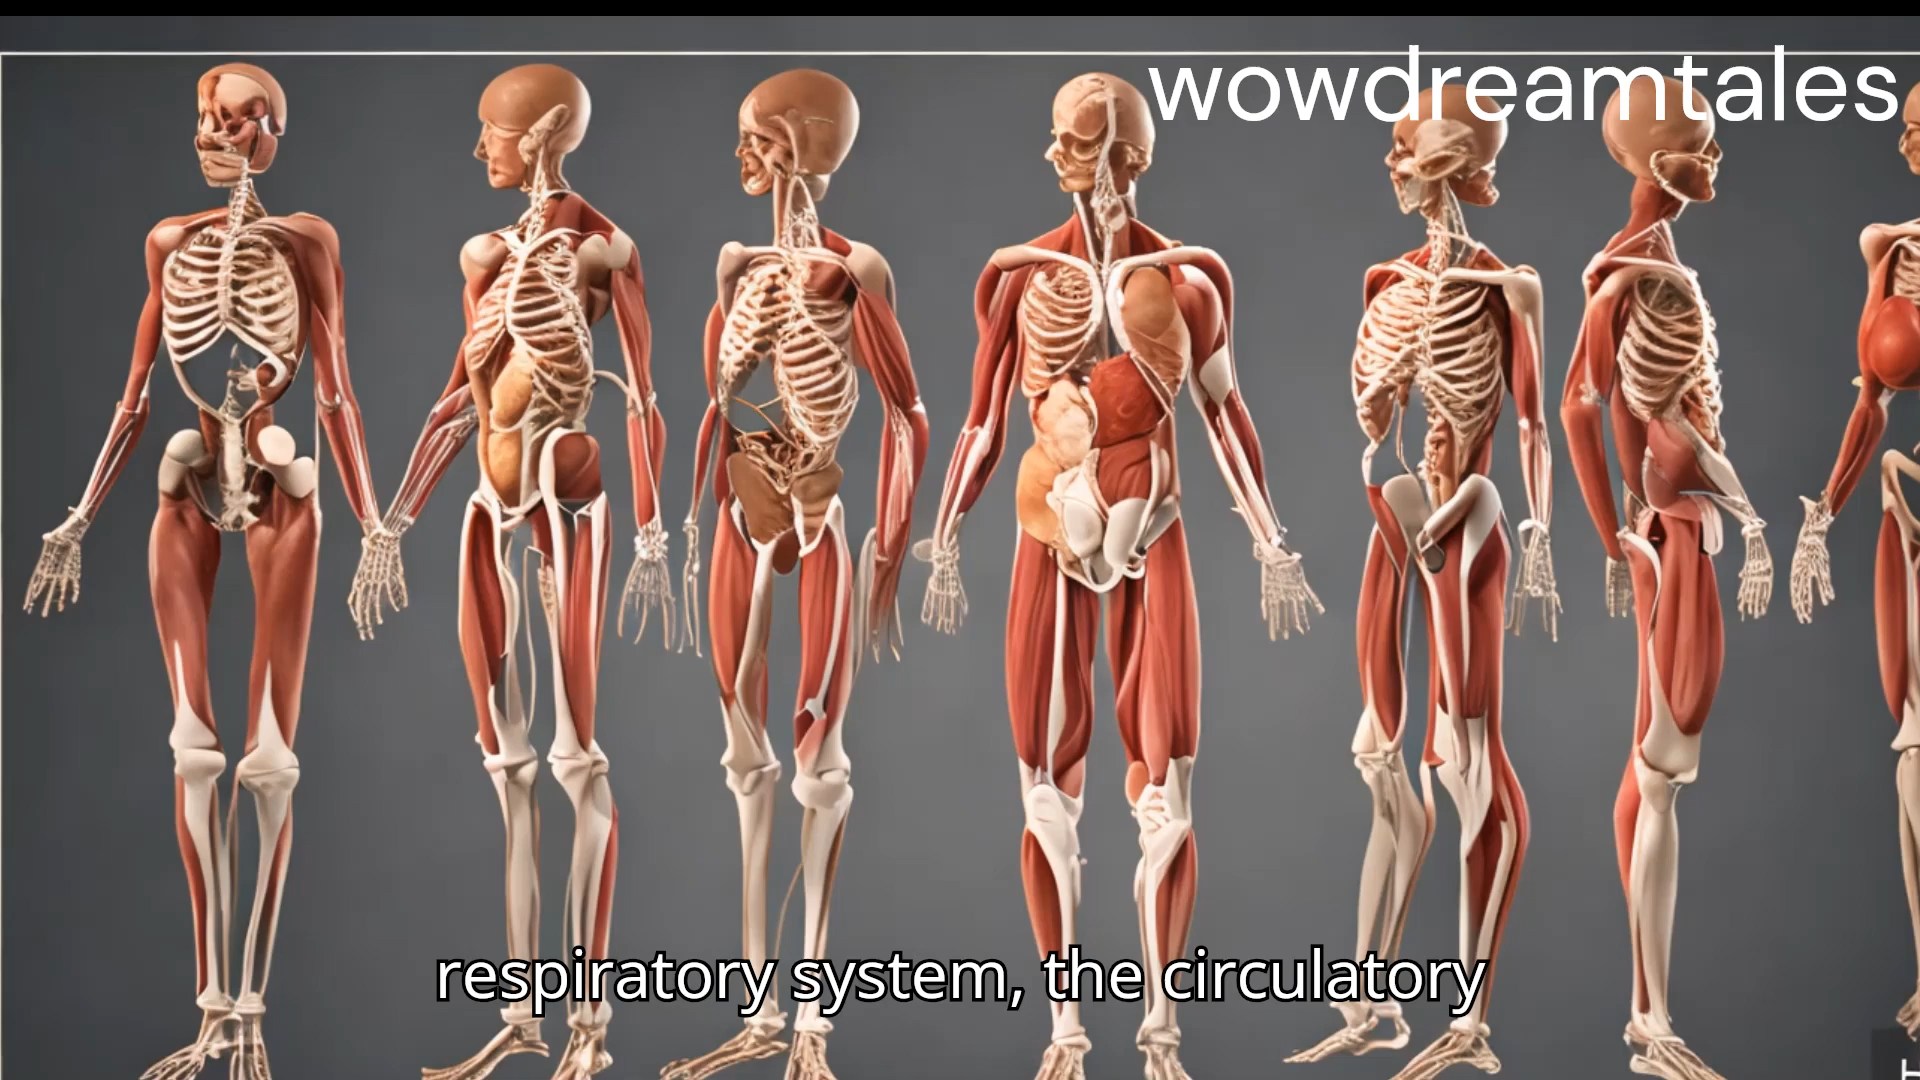 wowdreamtales
respiratory system, the circulatory